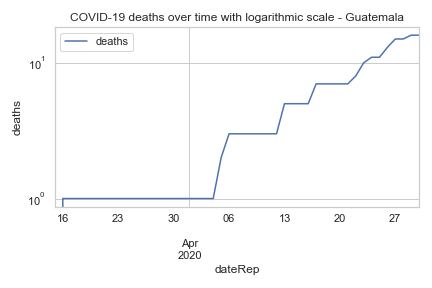 COVID-19 deaths over time with logarithmic scale - Guatemala
deaths
10¹
deaths
10⁰
16 23 30 06 13 20 27
Apr
2020
dateRep